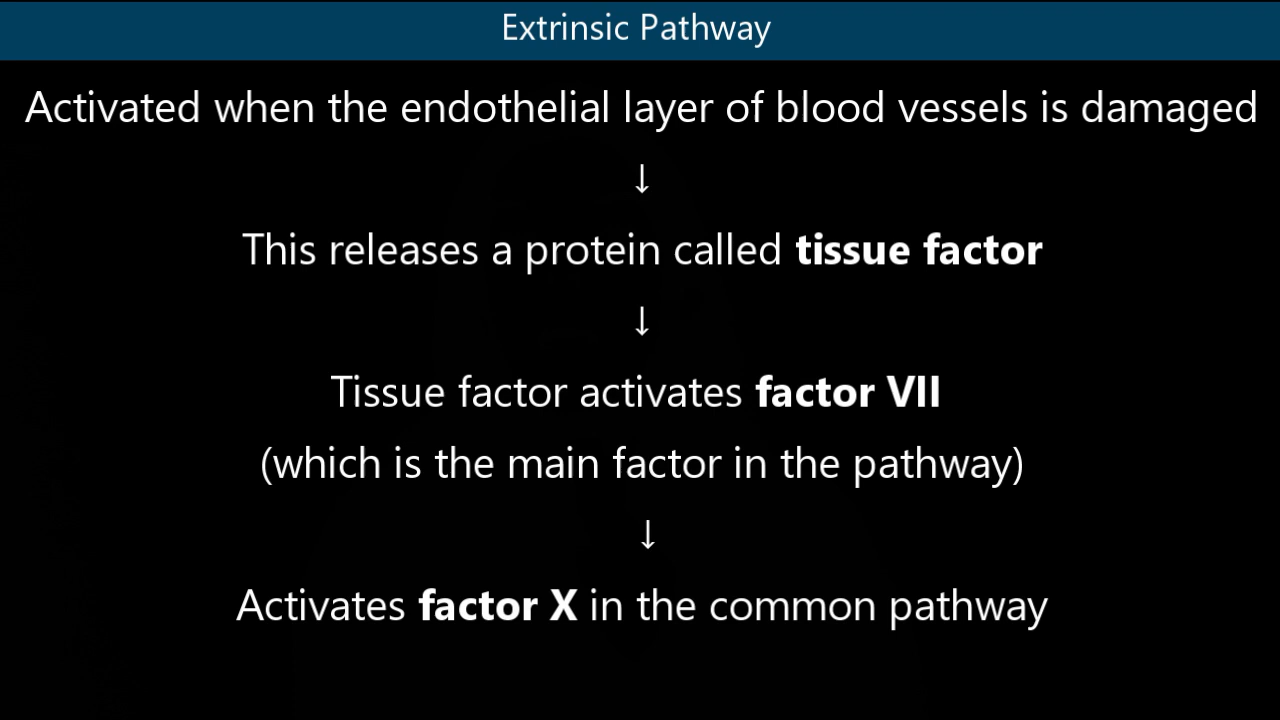 Extrinsic Pathway
Activated when the endothelial layer of blood vessels is damaged
↓
This releases a protein called tissue factor
↓
Tissue factor activates factor VII
(which is the main factor in the pathway)
↓
Activates factor X in the common pathway